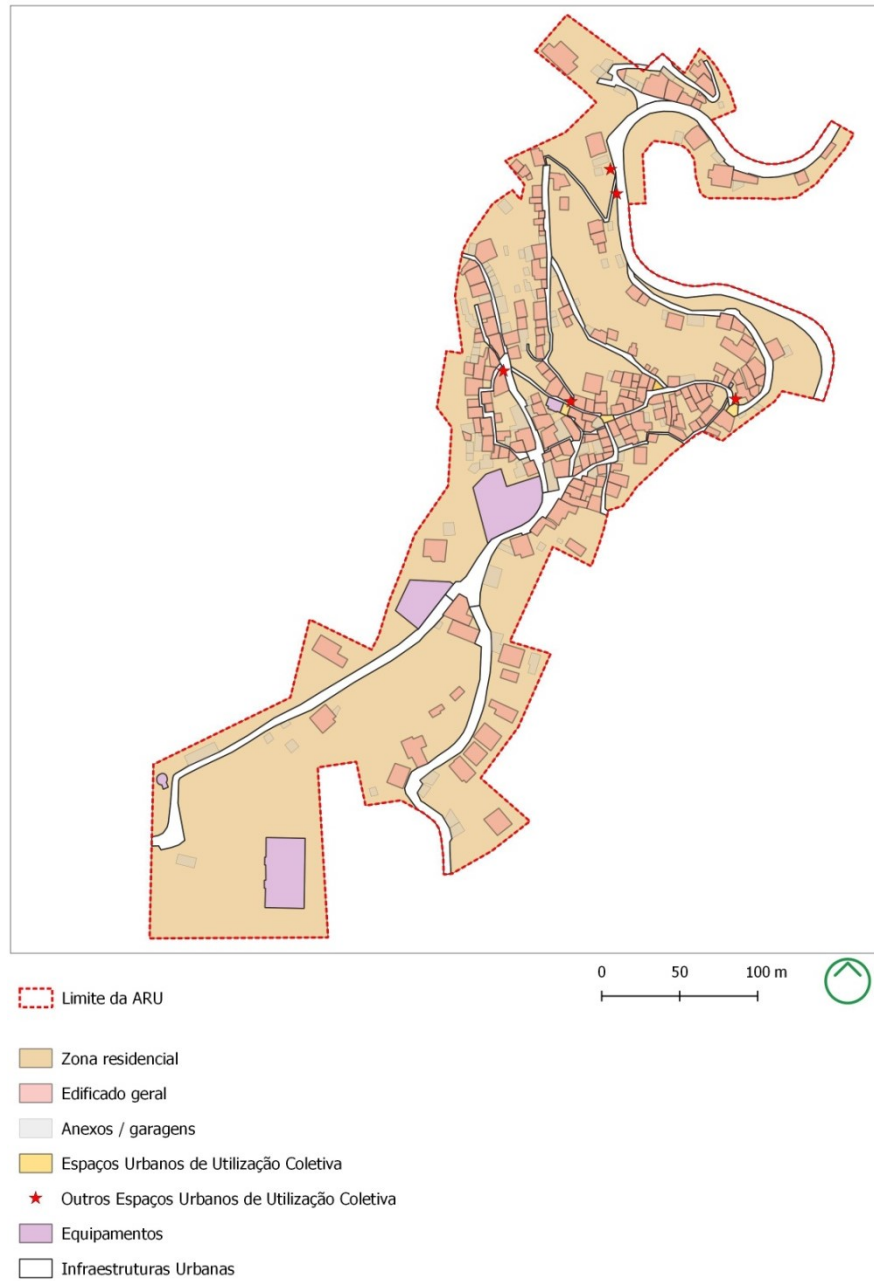 0 50 100 m
Limite da ARU
Zona residencial
Edificado geral
Anexos / garagens
Espaços Urbanos de Utilização Coletiva
Outros Espaços Urbanos de Utilização Coletiva
Equipamentos
Infraestruturas Urbanas